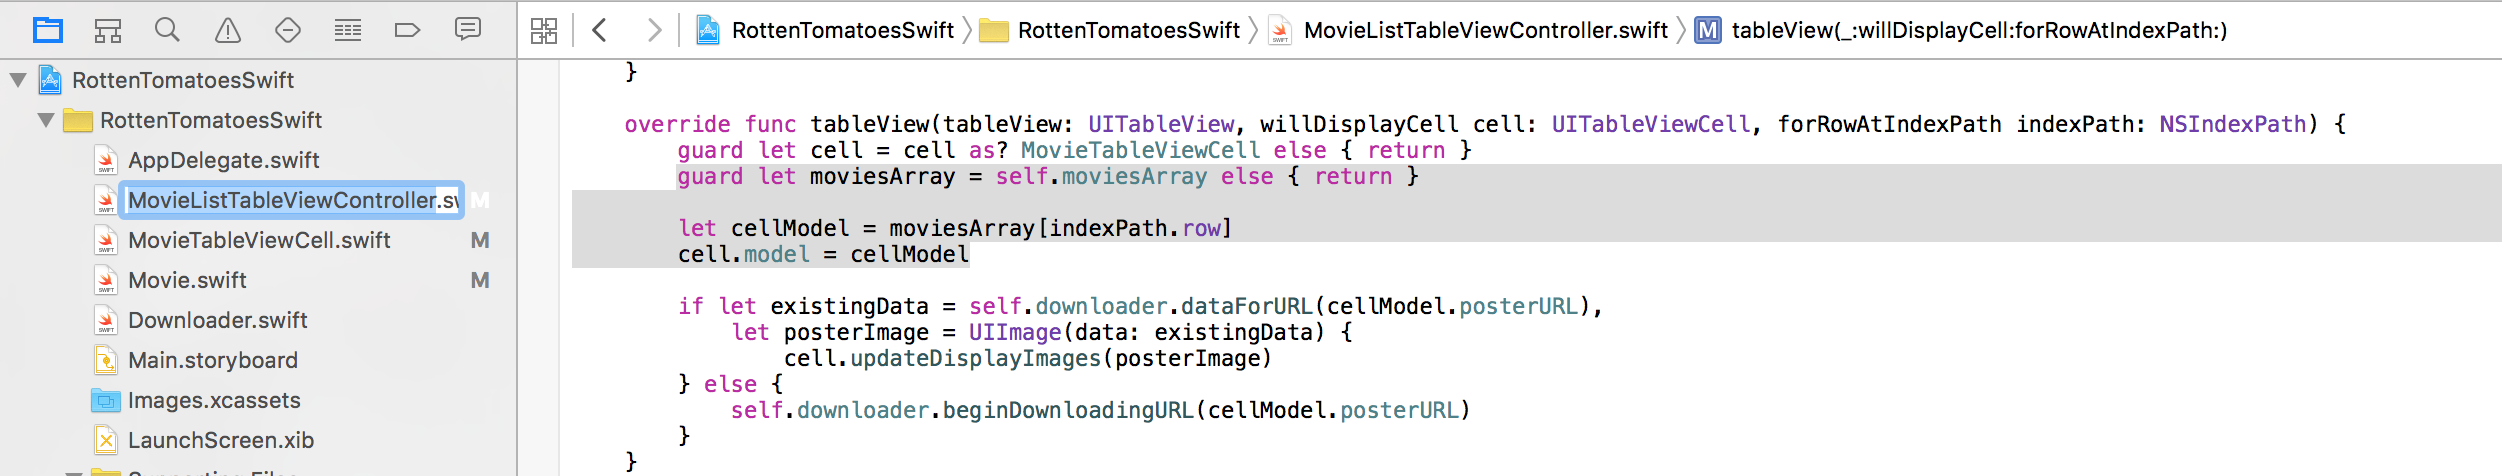 RottenTomatoesSwift
RottenTomatoesSwift
MovieListTableViewController.swift
M
tableView(_:willDisplayCell:forRowAtIndexPath:)
RottenTomatoesSwift
RottenTomatoesSwift
AppDelegate.swift
MovieListTableViewController.sw M
MovieTableViewCell.swift M
Movie.swift M
Downloader.swift
Main.storyboard
Images.xcassets
LaunchScreen.xib
Supporting Files
}
override func tableView(tableView: UITableView, willDisplayCell cell: UITableViewCell, forRowAtIndexPath indexPath: NSIndexPath) {
guard let cell = cell as? MovieTableViewCell else { return }
guard let moviesArray = self.moviesArray else { return }
let cellModel = moviesArray[indexPath.row]
cell.model = cellModel
if let existingData = self.downloader.dataForURL(cellModel.posterURL),
let posterImage = UIImage(data: existingData) {
cell.updateDisplayImages(posterImage)
} else {
self.downloader.beginDownloadingURL(cellModel.posterURL)
}
}